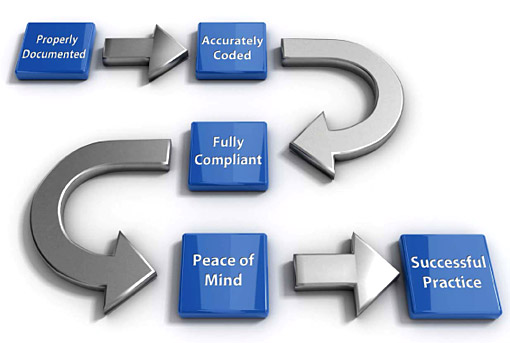 Properly
Documented
Accurately
Coded
Fully
Compliant
Peace of
Mind
Successful
Practice